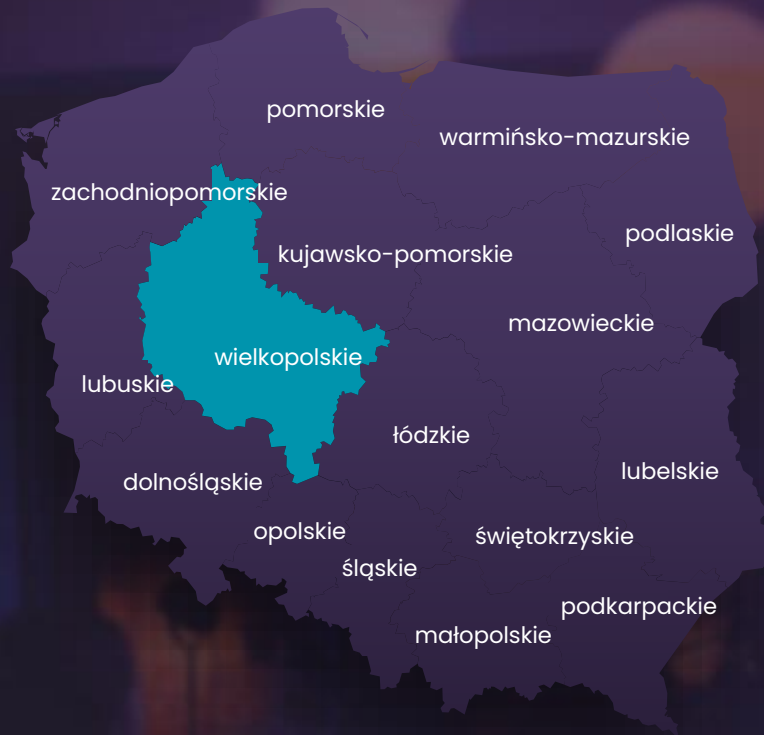 pomorskie
warmińsko-mazurskie
zachodniopomorskie
podlaskie
kujawsko-pomorskie
mazowieckie
wielkopolskie
lubuskie
łódzkie
lubelskie
dolnośląskie
opolskie
świętokrzyskie
śląskie
podkarpackie
małopolskie